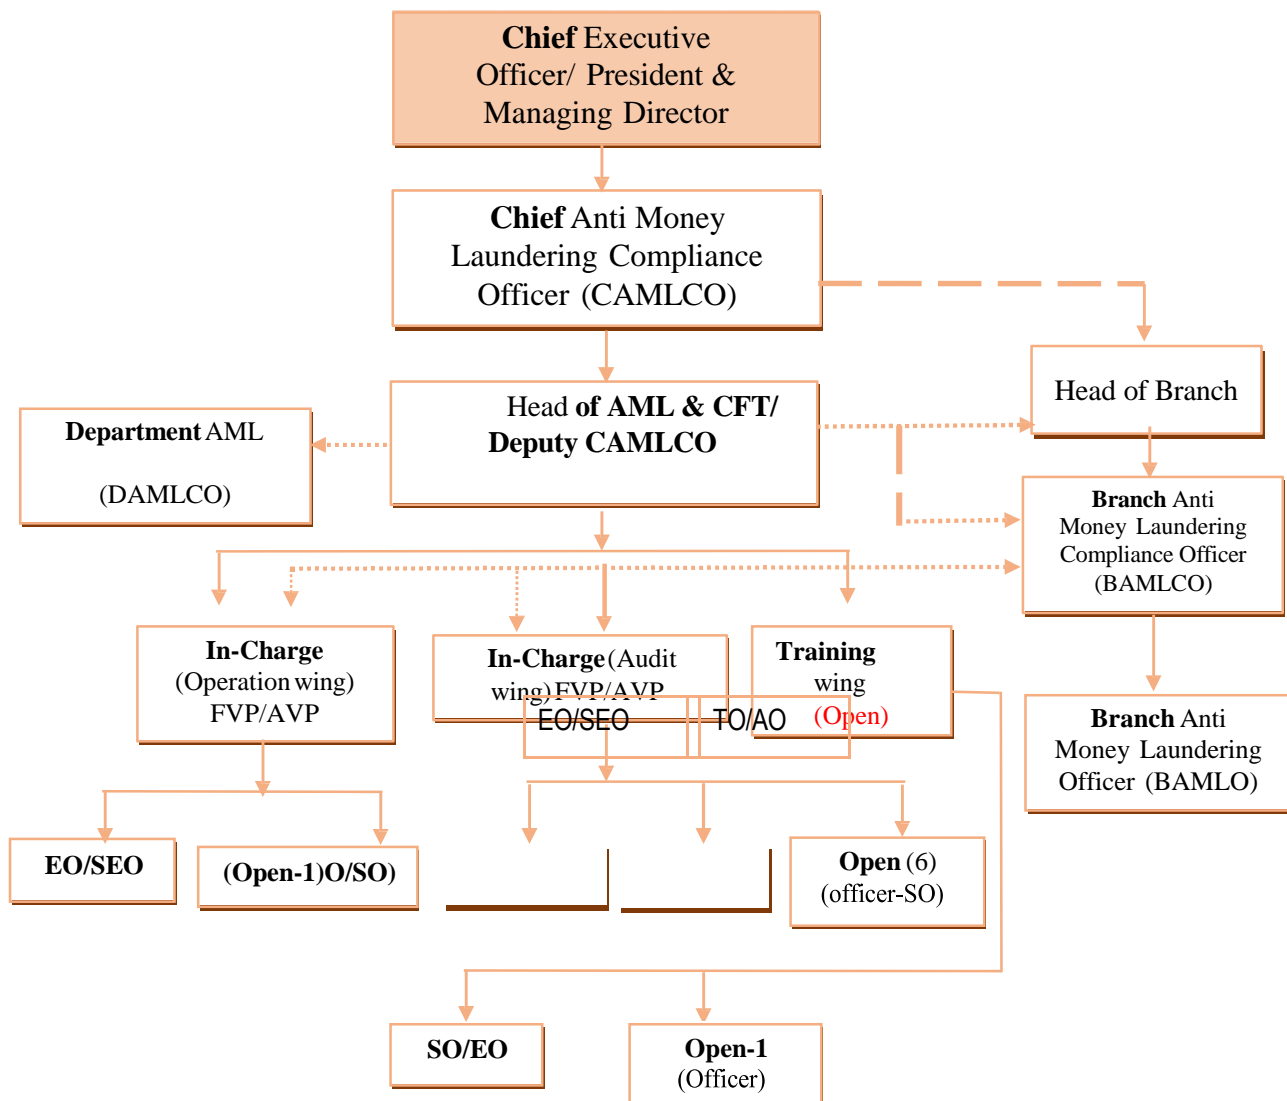 Chief Executive
Officer/ President &
Managing Director
Chief Anti Money
Laundering Compliance
Officer (CAMLCO)
Head of Branch
Head of AML & CFT/
Deputy CAMLCO
Department AML
(DAMLCO)
Branch Anti
Money Laundering
Compliance Officer
(BAMLCO)
In-Charge
(Operation wing)
FVP/AVP
In-Charge (Audit
wing) FVP/AVP
Training
wing
(Open)
EO/SEO
TO/AO
Branch Anti
Money Laundering
Officer (BAMLO)
EO/SEO
(Open-1)O/SO)
Open (6)
(officer-SO)
SO/EO
Open-1
(Officer)